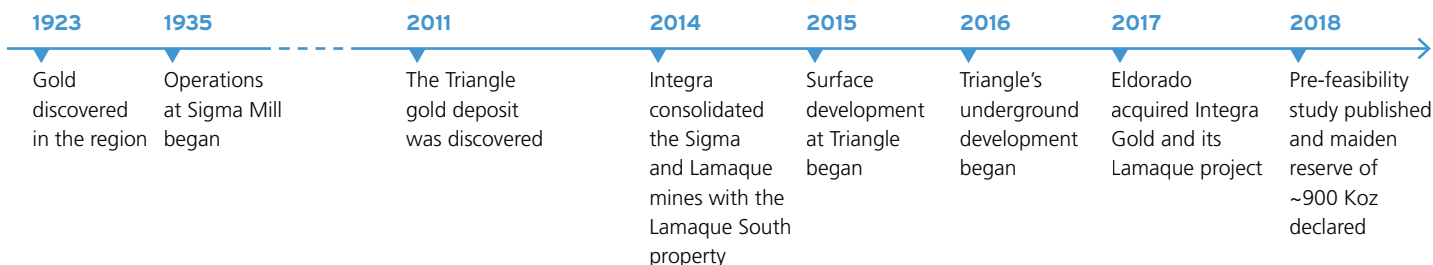 1923
Gold
discovered
in the region
1935
Operations
at Sigma Mill
began
2011
The Triangle
gold deposit
was discovered
2014
Integra
consolidated
the Sigma
and Lamaque
mines with the
Lamaque South
property
2015
Surface
development
at Triangle
began
2016
Triangle’s
underground
development
began
2017
Eldorado
acquired Integra
Gold and its
Lamaque project
2018
Pre-feasibility
study published
and maiden
reserve of
~900 Koz
declared